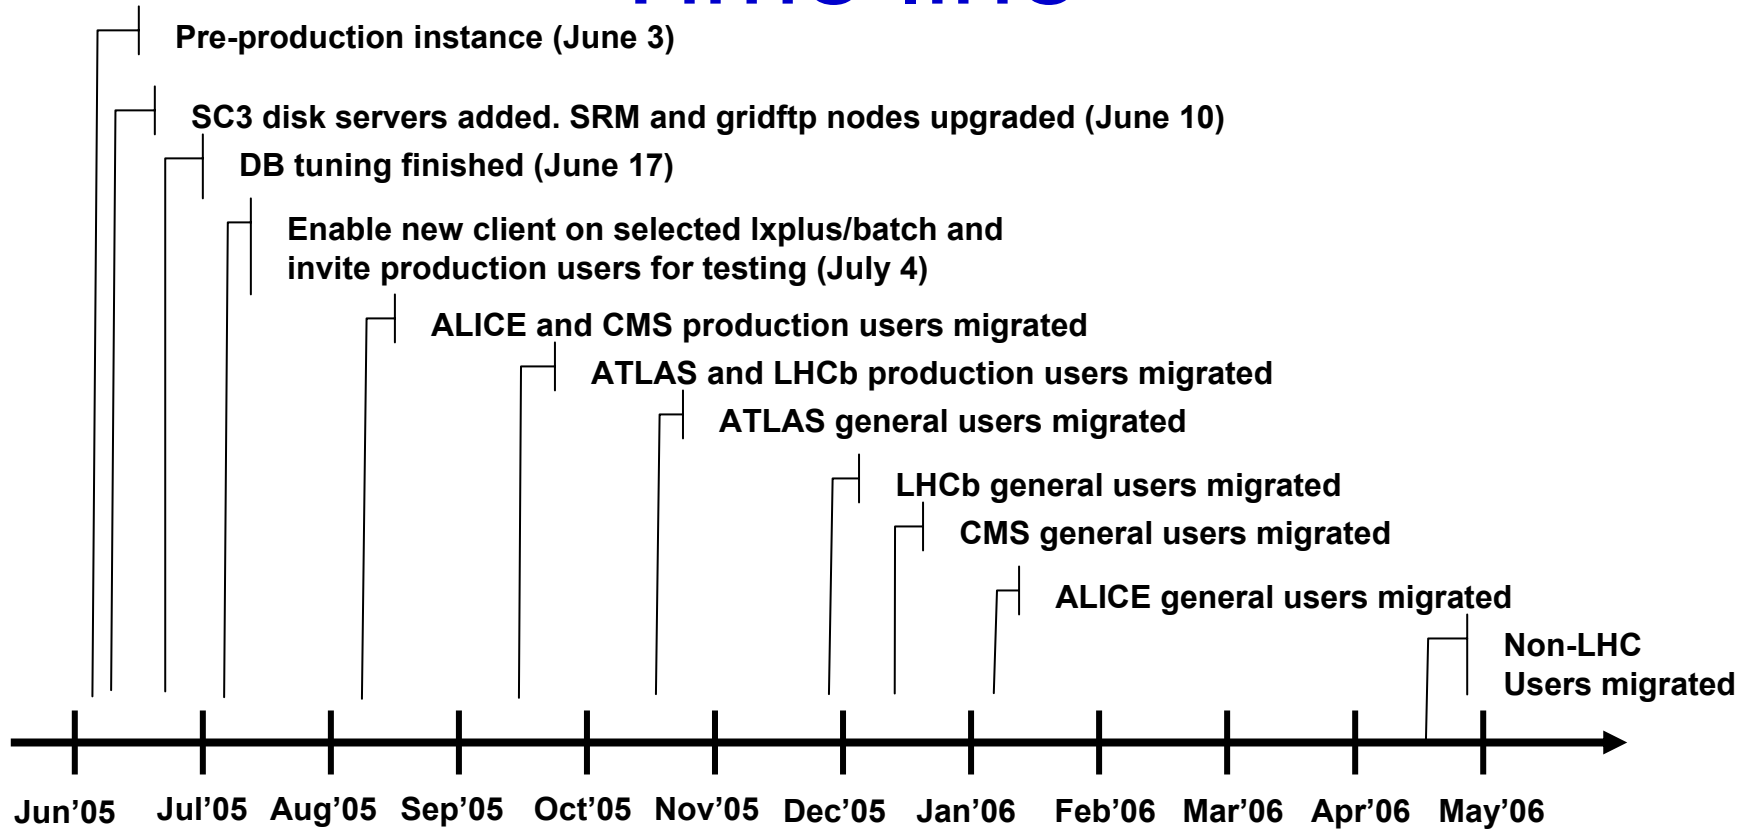 Pre-production instance (June 3)
SC3 disk servers added. SRM and gridftp nodes upgraded (June 10)
DB tuning finished (June 17)
Enable new client on selected lxplus/batch and
invite production users for testing (July 4)
ALICE and CMS production users migrated
ATLAS and LHCb production users migrated
ATLAS general users migrated
LHCb general users migrated
CMS general users migrated
ALICE general users migrated
Non-LHC
Users migrated
Jun’05 Jul’05 Aug’05 Sep’05 Oct’05 Nov’05 Dec’05 Jan’06 Feb’06 Mar’06 Apr’06 May’06